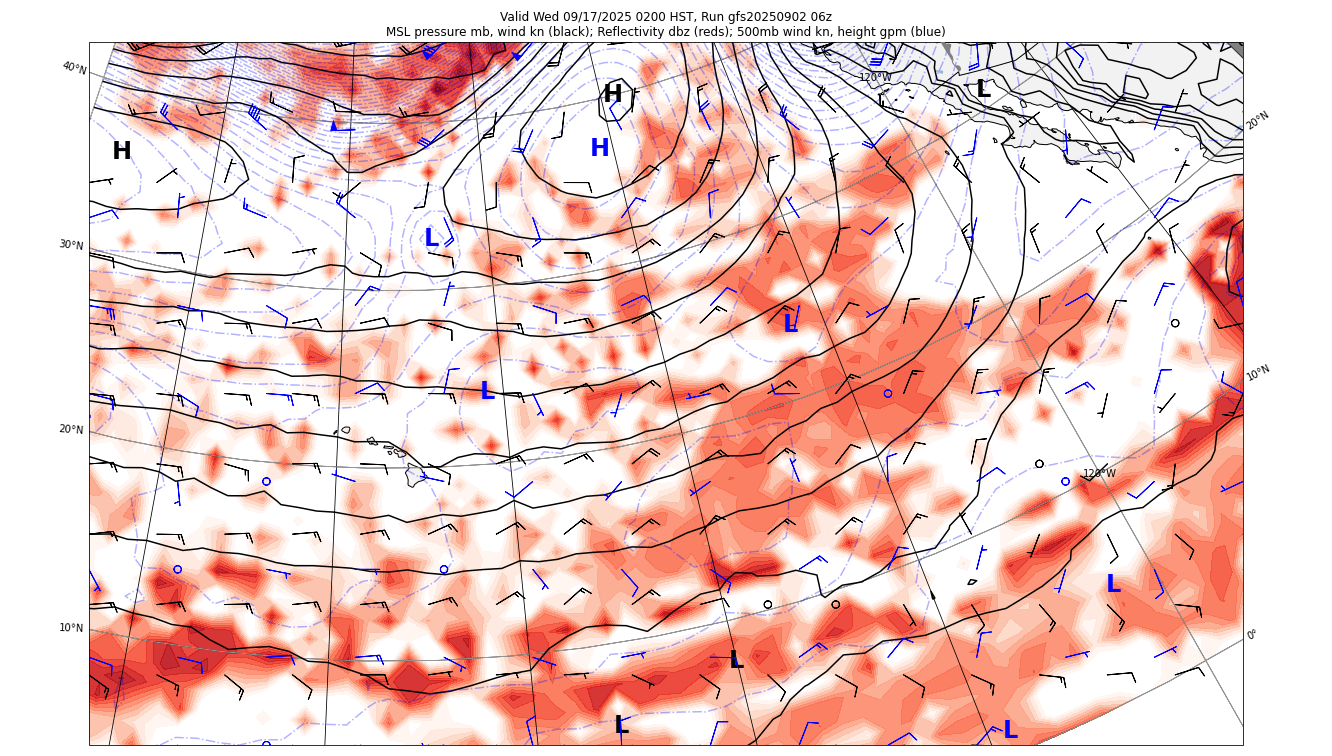 Valid Wed 09/17/2025 0200 HST, Run gfs20250902 06z
MSL pressure mb, wind kn (black); Reflectivity dbz (reds); 500mb wind kn, height gpm (blue)
40°N
120°W
H
L
20°N
H
H
30°N
L
L
10°N
L
20°N
120°W
L
10°N
0°
L
L
L